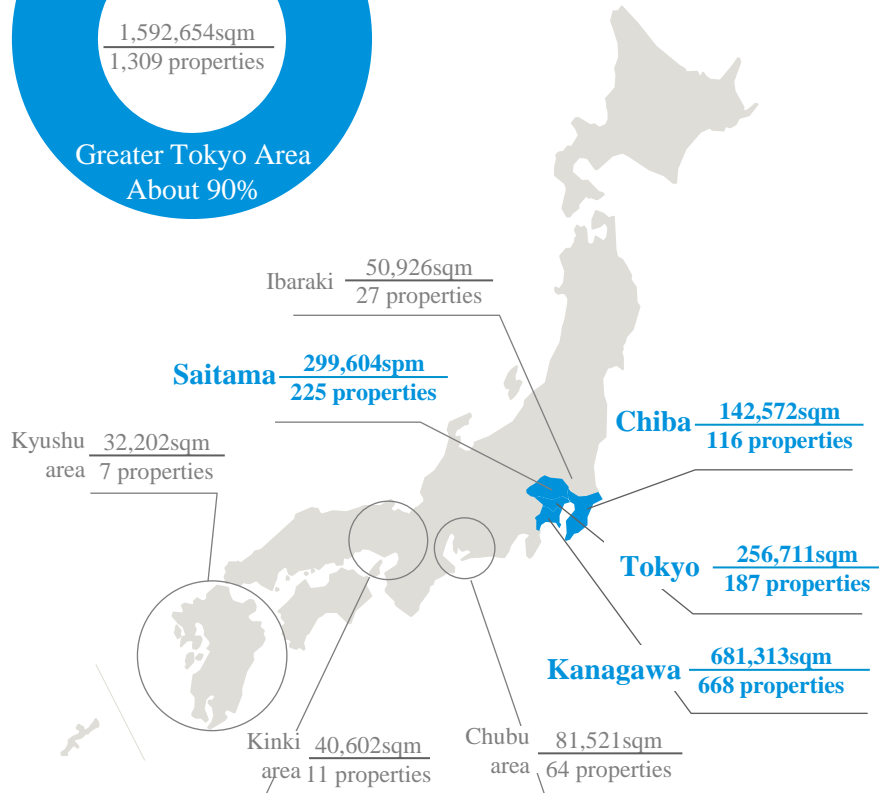 1,592,654sqm
1,309 properties
Greater Tokyo Area
About 90%
Ibaraki
50,926sqm
27 properties
Saitama
299,604spm
225 properties
Chiba
142,572sqm
116 properties
Kyushu
area
32,202sqm
7 properties
Tokyo
256,711sqm
187 properties
Kanagawa
681,313sqm
668 properties
Kinki
area
40,602sqm
11 properties
Chubu
area
81,521sqm
64 properties